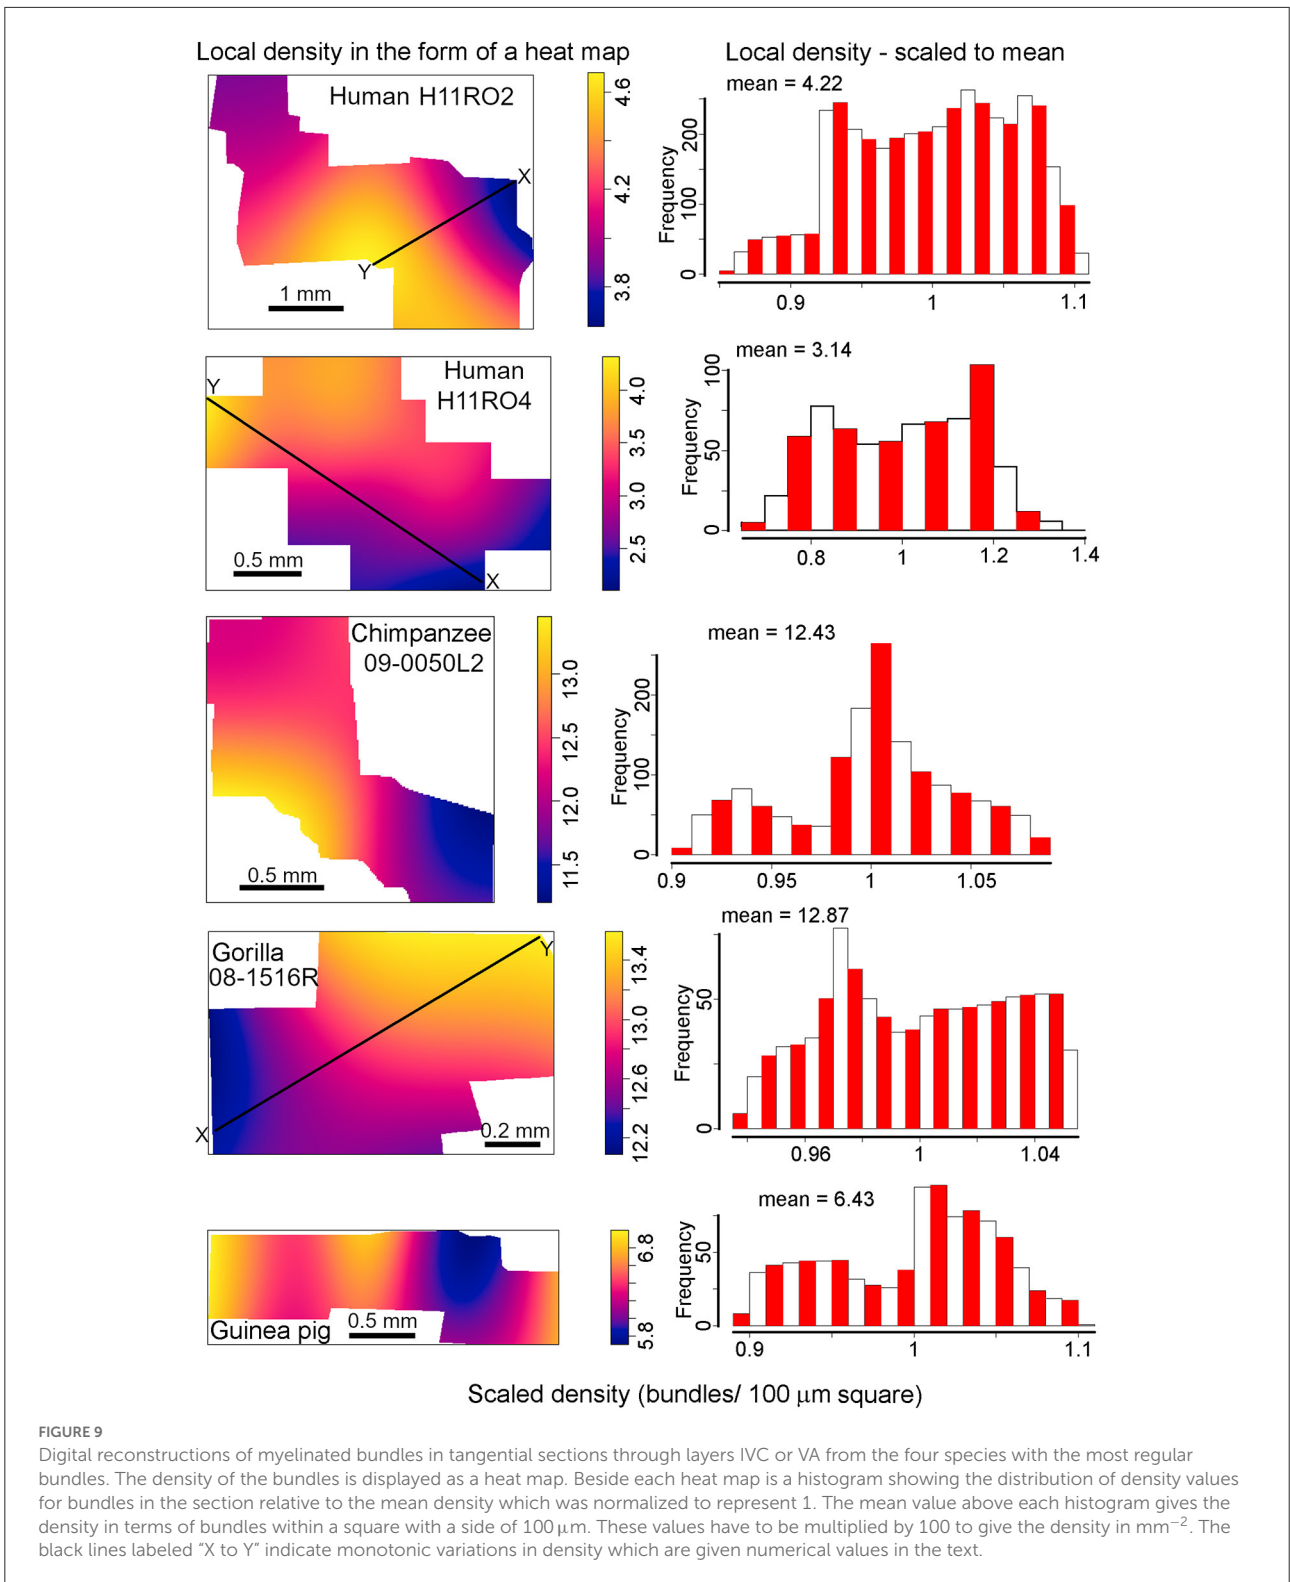 Local density in the form of a heat map
Local density - scaled to mean
Human H11RO2
X
Y
1 mm
4.6
4.2
3.8
mean = 4.22
Frequency
200
100
0
0.9
1
1.1
Human
H11RO4
Y
X
0.5 mm
4.0
3.5
3.0
2.5
mean = 3.14
Frequency
100
50
0
0.8
1
1.2
1.4
Chimpanzee
09-0050L2
0.5 mm
13.0
12.5
12.0
11.5
mean = 12.43
Frequency
200
100
0
0.9
0.95
1
1.05
Gorilla
08-1516R
Y
X
0.2 mm
13.4
13.0
12.6
12.2
mean = 12.87
Frequency
50
0
0.96
1
1.04
Guinea pig
0.5 mm
6.8
5.8
mean = 6.43
Frequency
50
0
0.9
1
1.1
Scaled density (bundles/ 100 μm square)
FIGURE 9
Digital reconstructions of myelinated bundles in tangential sections through layers IVC or VA from the four species with the most regular
bundles. The density of the bundles is displayed as a heat map. Beside each heat map is a histogram showing the distribution of density values
for bundles in the section relative to the mean density which was normalized to represent 1. The mean value above each histogram gives the
density in terms of bundles within a square with a side of 100 μm. These values have to be multiplied by 100 to give the density in mm⁻². The
black lines labeled "X to Y" indicate monotonic variations in density which are given numerical values in the text.